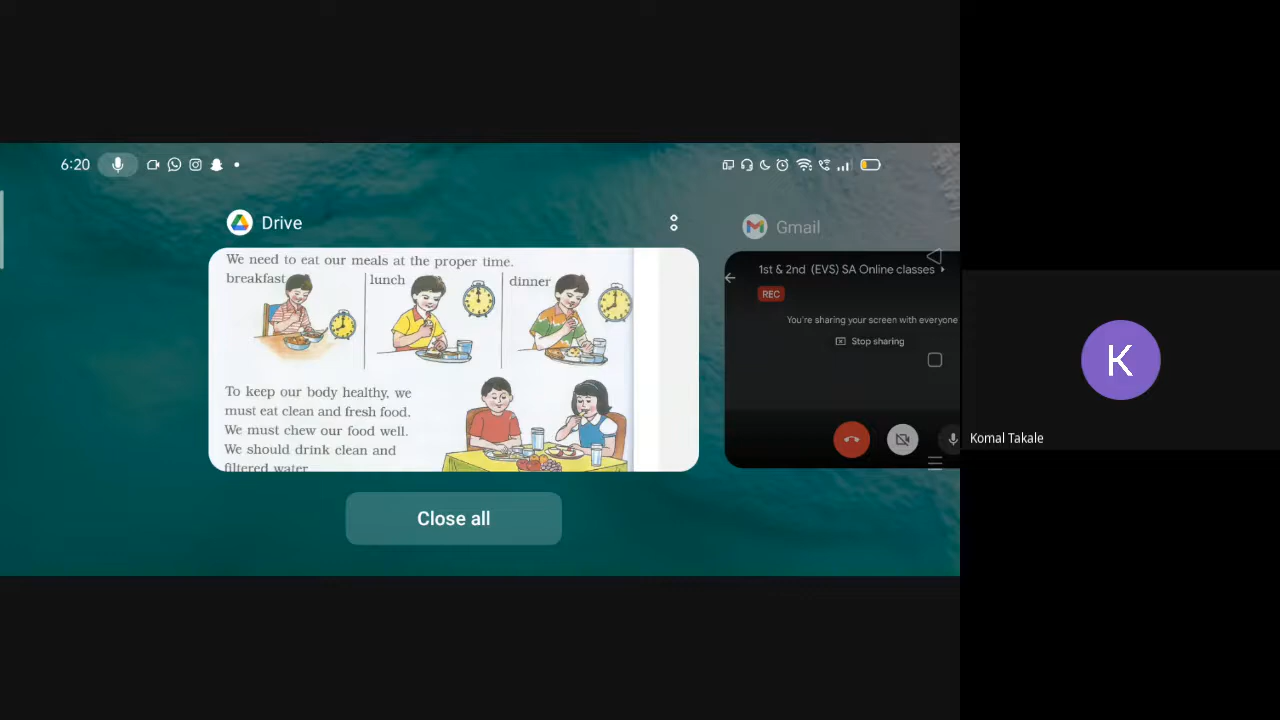 6:20
Drive
Gmail
We need to eat our meals at the proper time.
breakfast
lunch
dinner
To keep our body healthy, we
must eat clean and fresh food.
We must chew our food well.
We should drink clean and
filtered water
1st & 2nd (EVS) SA Online classes
REC
You're sharing your screen with everyone
Stop sharing
Close all
K
Komal Takale